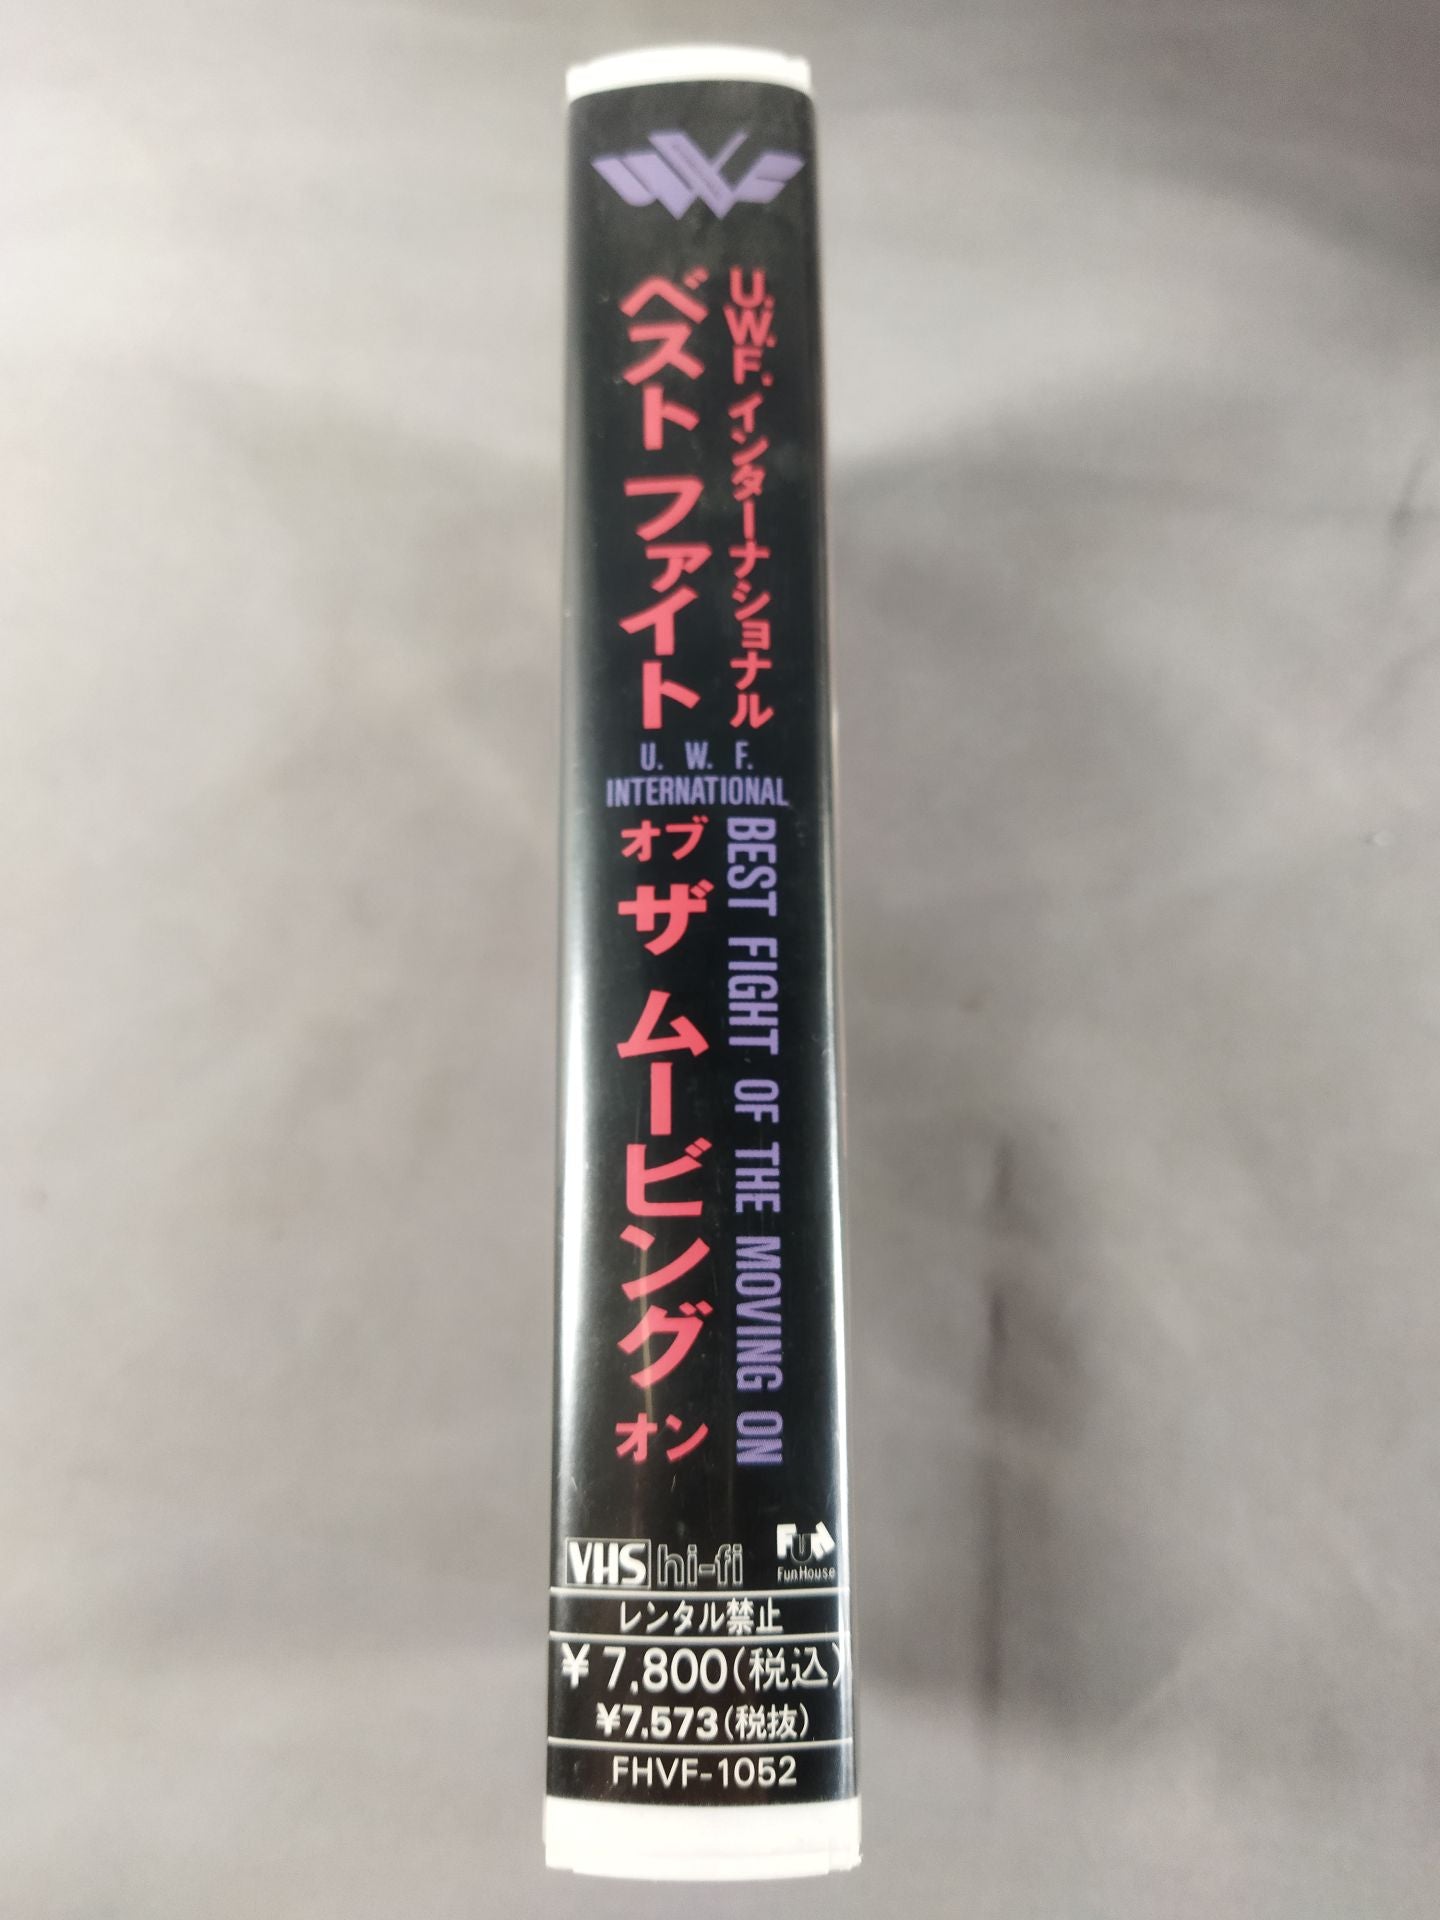 U.W.F.インターナショナル
ベスト ファイト
U. W. F.
INTERNATIONAL
BEST FIGHT OF THE MOVING ON
オブ ザ ムービング オン
VHS hi-fi
Fun
FunHouse
レンタル禁止
¥7,800(税込)
¥7,573(税抜)
FHVF-1052